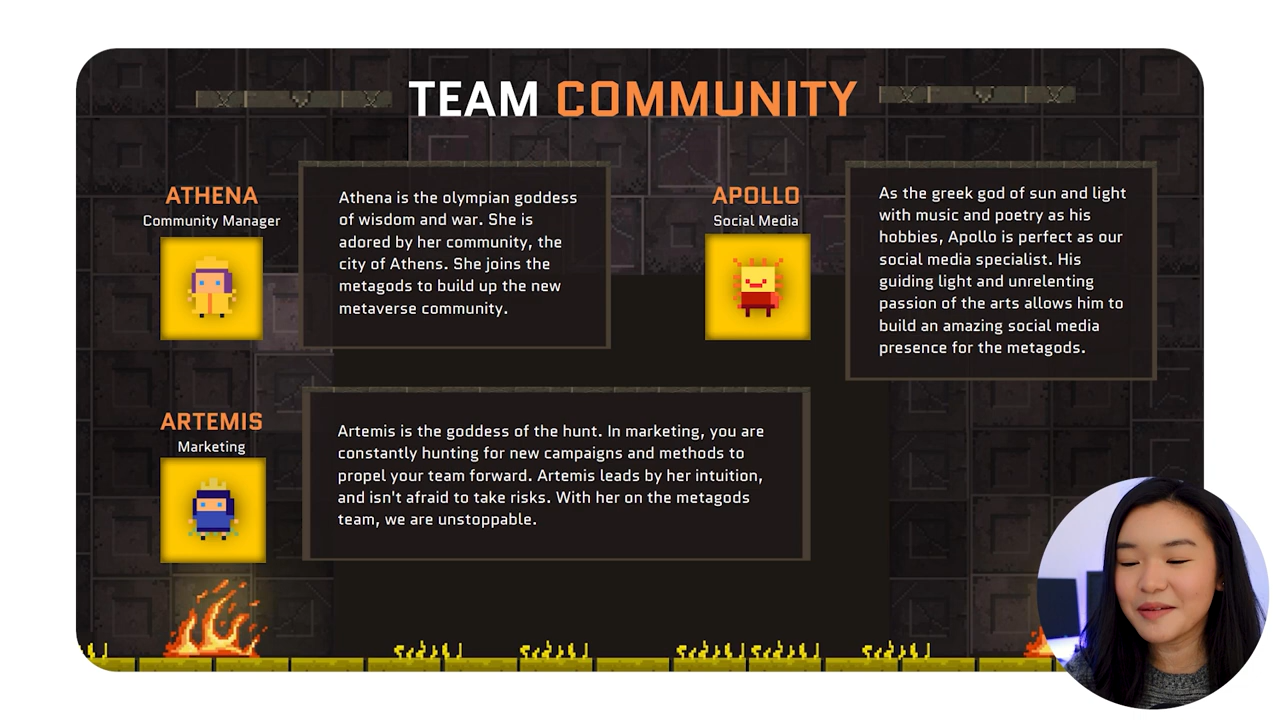 TEAM COMMUNITY
ATHENA
Community Manager
Athena is the olympian goddess
of wisdom and war. She is
adored by her community, the
city of Athens. She joins the
metagods to build up the new
metaverse community.
APOLLO
Social Media
As the greek god of sun and light
with music and poetry as his
hobbies, Apollo is perfect as our
social media specialist. His
guiding light and unrelenting
passion of the arts allows him to
build an amazing social media
presence for the metagods.
ARTEMIS
Marketing
Artemis is the goddess of the hunt. In marketing, you are
constantly hunting for new campaigns and methods to
propel your team forward. Artemis leads by her intuition,
and isn't afraid to take risks. With her on the metagods
team, we are unstoppable.